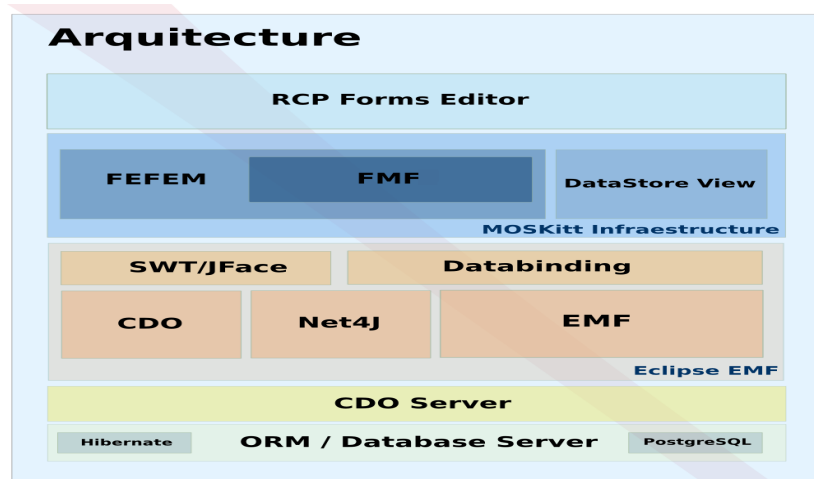 Arquitecture
RCP Forms Editor
FEFEM
FMF
DataStore View
MOSKitt Infraestructure
SWT/JFace
Databinding
CDO
Net4J
EMF
Eclipse EMF
CDO Server
Hibernate
ORM / Database Server
PostgreSQL